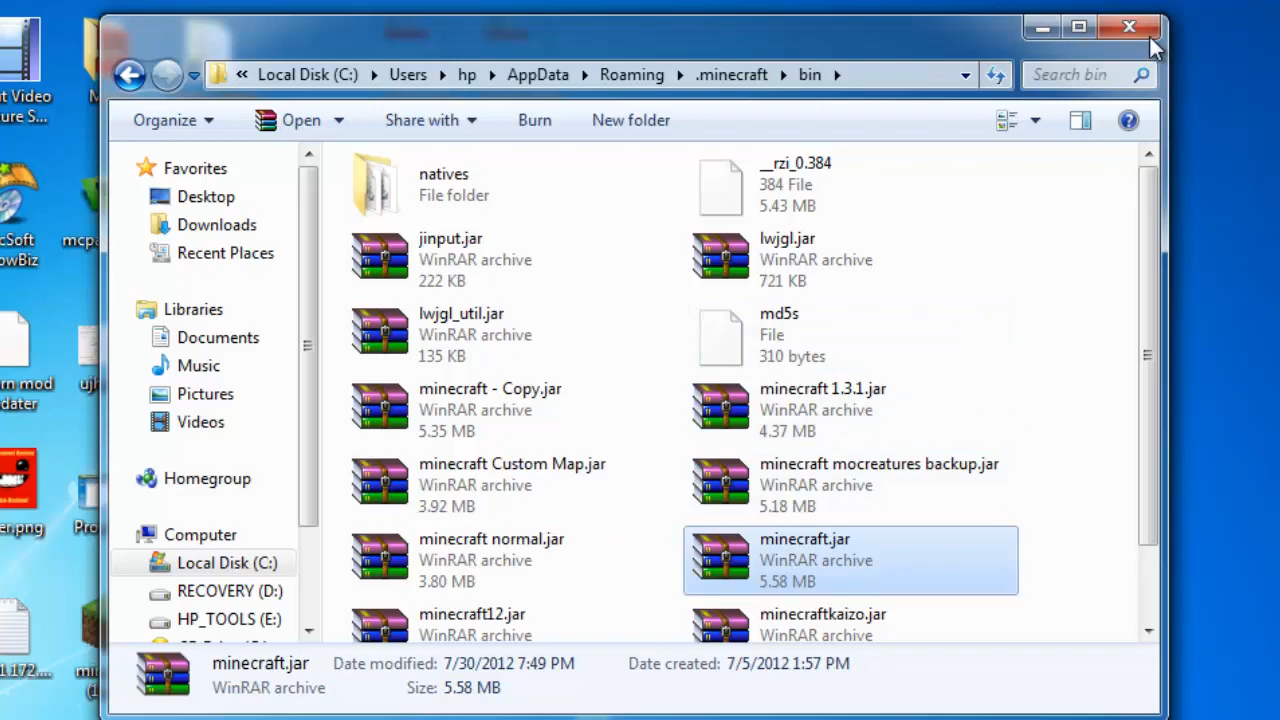 « Local Disk (C:) Users hp AppData Roaming .minecraft bin
Search bin
Organize Open Share with Burn New folder
Favorites
Desktop
Downloads
Recent Places
Libraries
Documents
Music
Pictures
Videos
Homegroup
Computer
Local Disk (C:)
RECOVERY (D:)
HP_TOOLS (E:)
natives
File folder
__rzi_0.384
384 File
5.43 MB
jinput.jar
WinRAR archive
222 KB
lwjgl.jar
WinRAR archive
721 KB
lwjgl_util.jar
WinRAR archive
135 KB
md5s
File
310 bytes
minecraft - Copy.jar
WinRAR archive
5.35 MB
minecraft 1.3.1.jar
WinRAR archive
4.37 MB
minecraft Custom Map.jar
WinRAR archive
3.92 MB
minecraft mocreatures backup.jar
WinRAR archive
5.18 MB
minecraft normal.jar
WinRAR archive
3.80 MB
minecraft.jar
WinRAR archive
5.58 MB
minecraft12.jar
WinRAR archive
minecraftkaizo.jar
WinRAR archive
minecraft.jar Date modified: 7/30/2012 7:49 PM Date created: 7/5/2012 1:57 PM
WinRAR archive Size: 5.58 MB